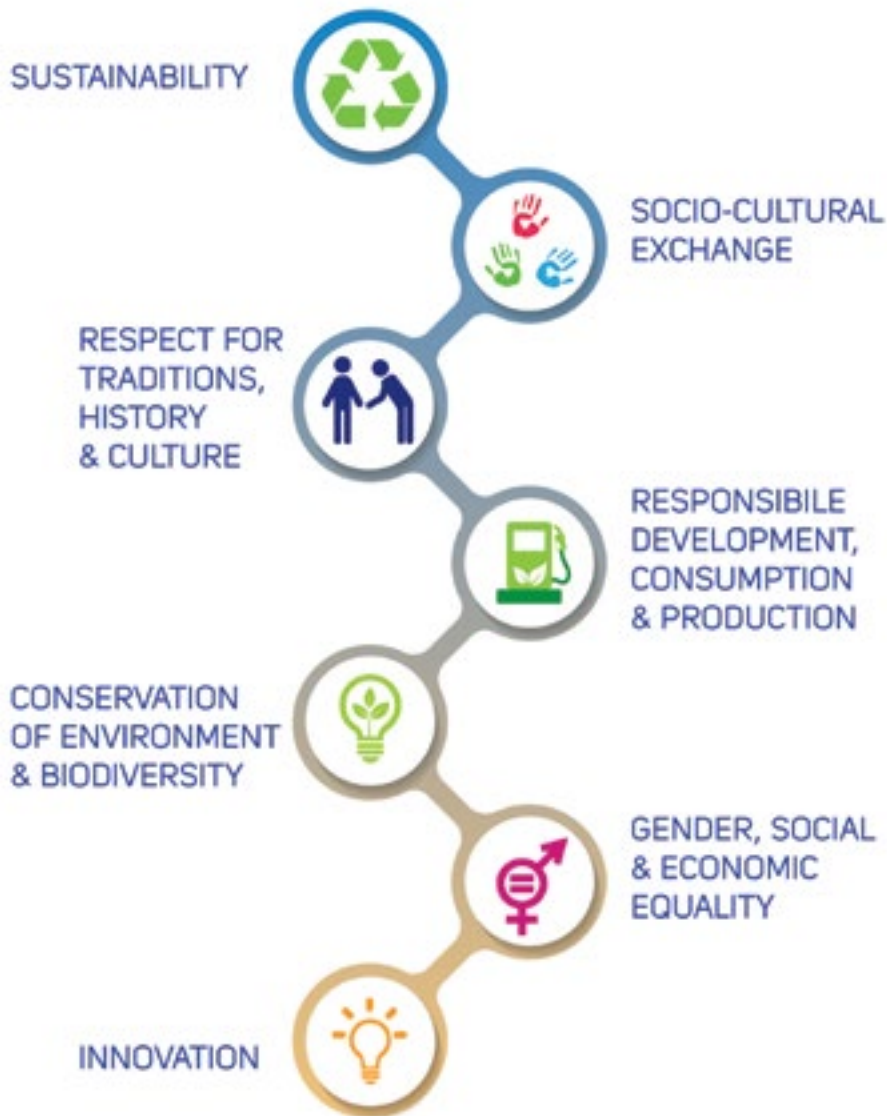 SUSTAINABILITY
SOCIO-CULTURAL
EXCHANGE
RESPECT FOR
TRADITIONS,
HISTORY
& CULTURE
RESPONSIBILE
DEVELOPMENT,
CONSUMPTION
& PRODUCTION
CONSERVATION
OF ENVIRONMENT
& BIODIVERSITY
GENDER, SOCIAL
& ECONOMIC
EQUALITY
INNOVATION